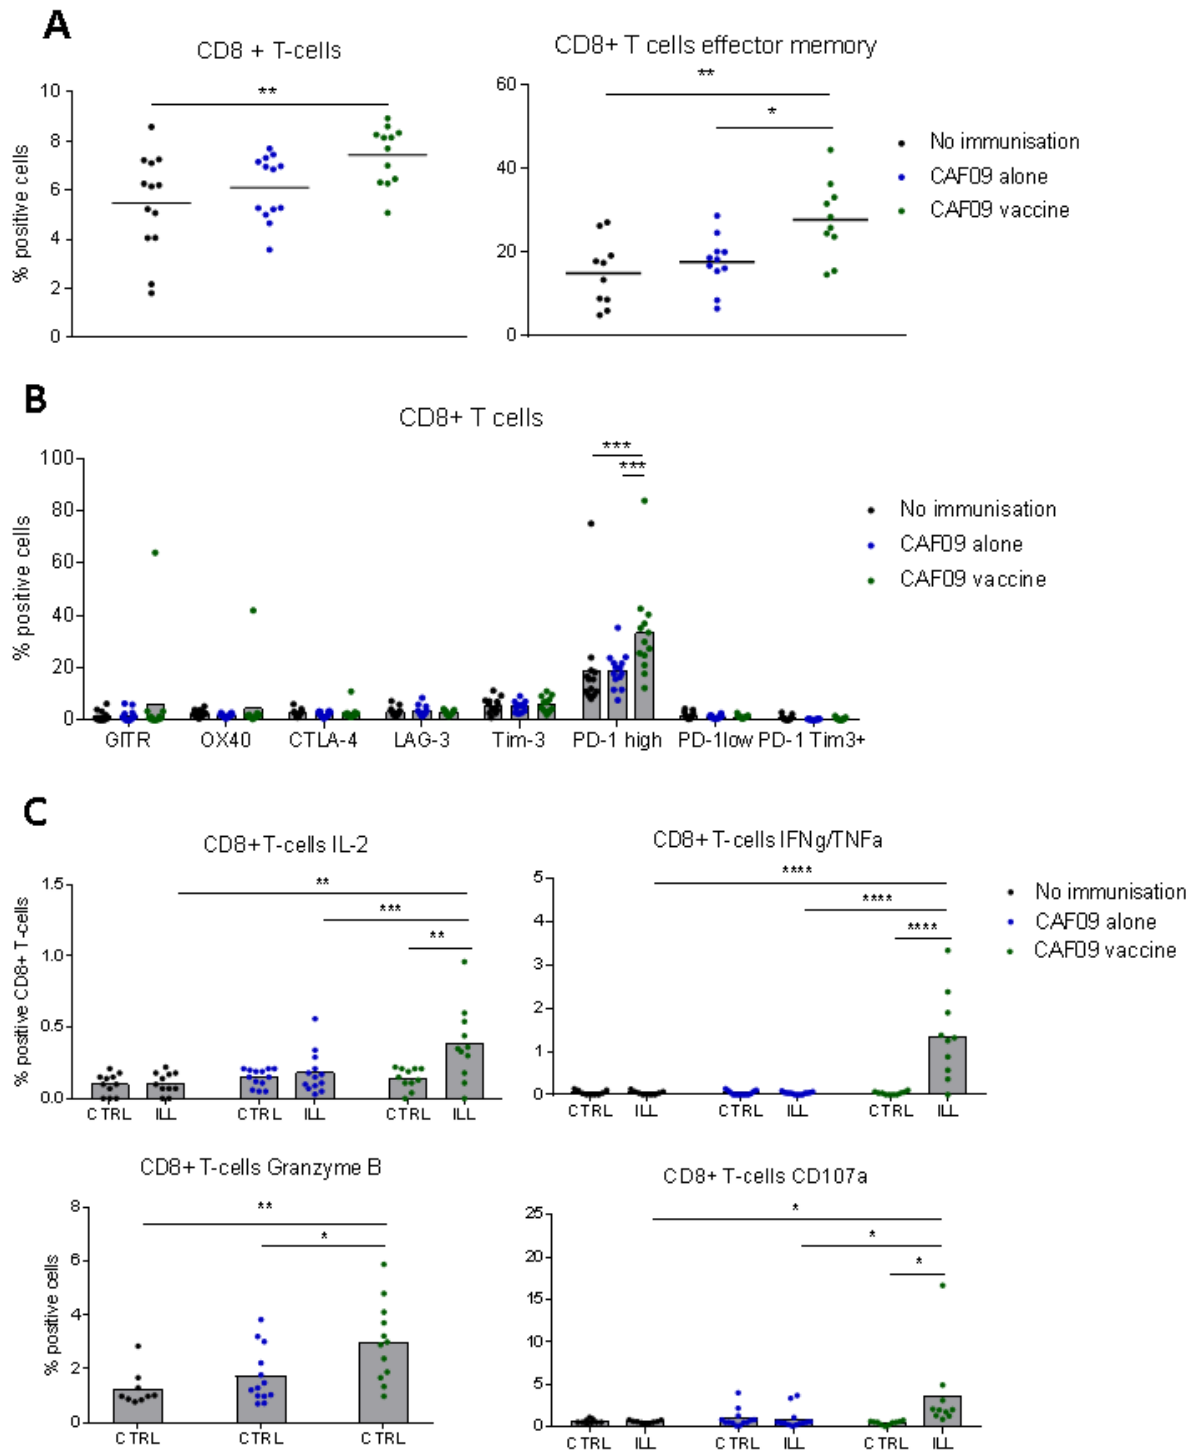 A
CD8 + T-cells
CD8+ T cells effector memory
% positive cells
10
8
6
4
2
0
**
60
40
20
0
**
*
No immunisation
CAF09 alone
CAF09 vaccine
B
CD8+ T cells
% positive cells
100
80
60
40
20
0
***
***
GITR OX40 CTLA-4 LAG-3 Tim-3 PD-1 high PD-1low PD-1 Tim3+
No immunisation
CAF09 alone
CAF09 vaccine
C
CD8+T-cells IL-2
% positive CD8+ T-cells
1.5
1.0
0.5
0.0
**
***
**
CTRL ILL CTRL ILL CTRL ILL
CD8+ T-cells IFNg/TNFa
5
4
3
2
1
0
****
****
****
CTRL ILL CTRL ILL CTRL ILL
No immunisation
CAF09 alone
CAF09 vaccine
CD8+ T-cells Granzyme B
% positive cells
8
6
4
2
0
**
*
CTRL CTRL CTRL
CD8+ T-cells CD107a
25
20
15
10
5
0
*
*
*
CTRL ILL CTRL ILL CTRL ILL